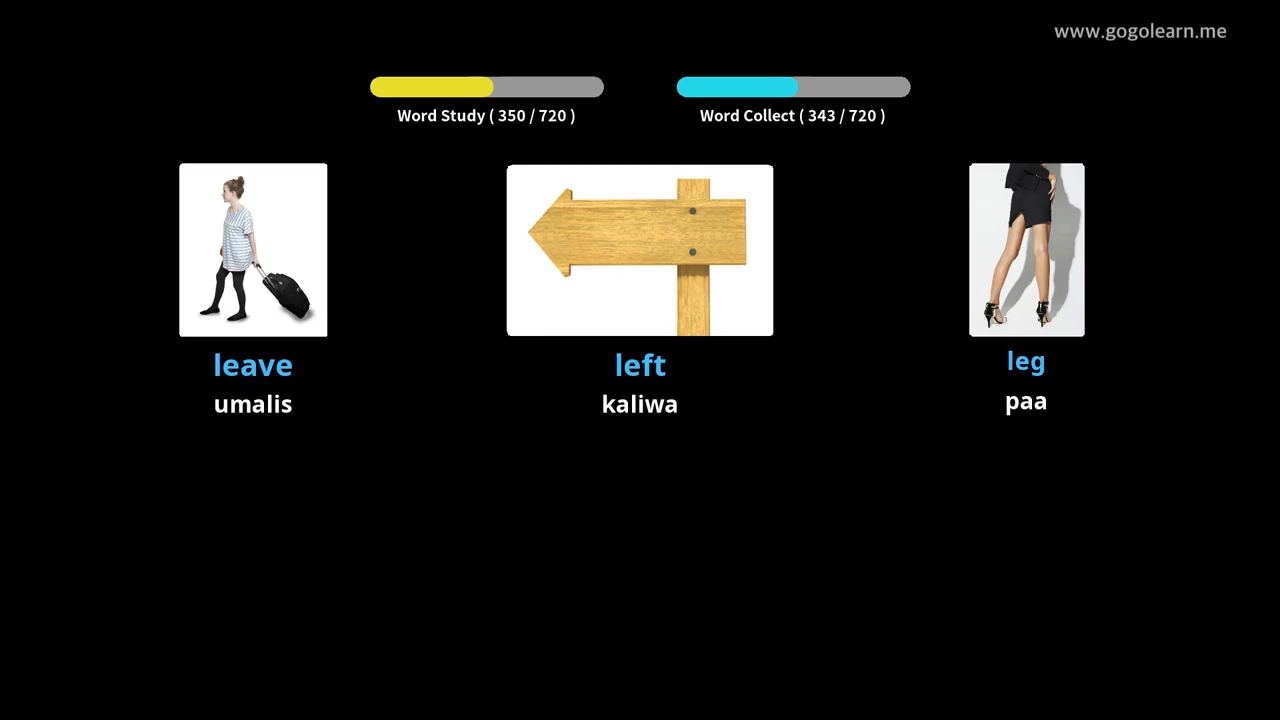 www.gogolearn.me
Word Study ( 350 / 720 )
Word Collect ( 343 / 720 )
leave
umalis
left
kaliwa
leg
paa